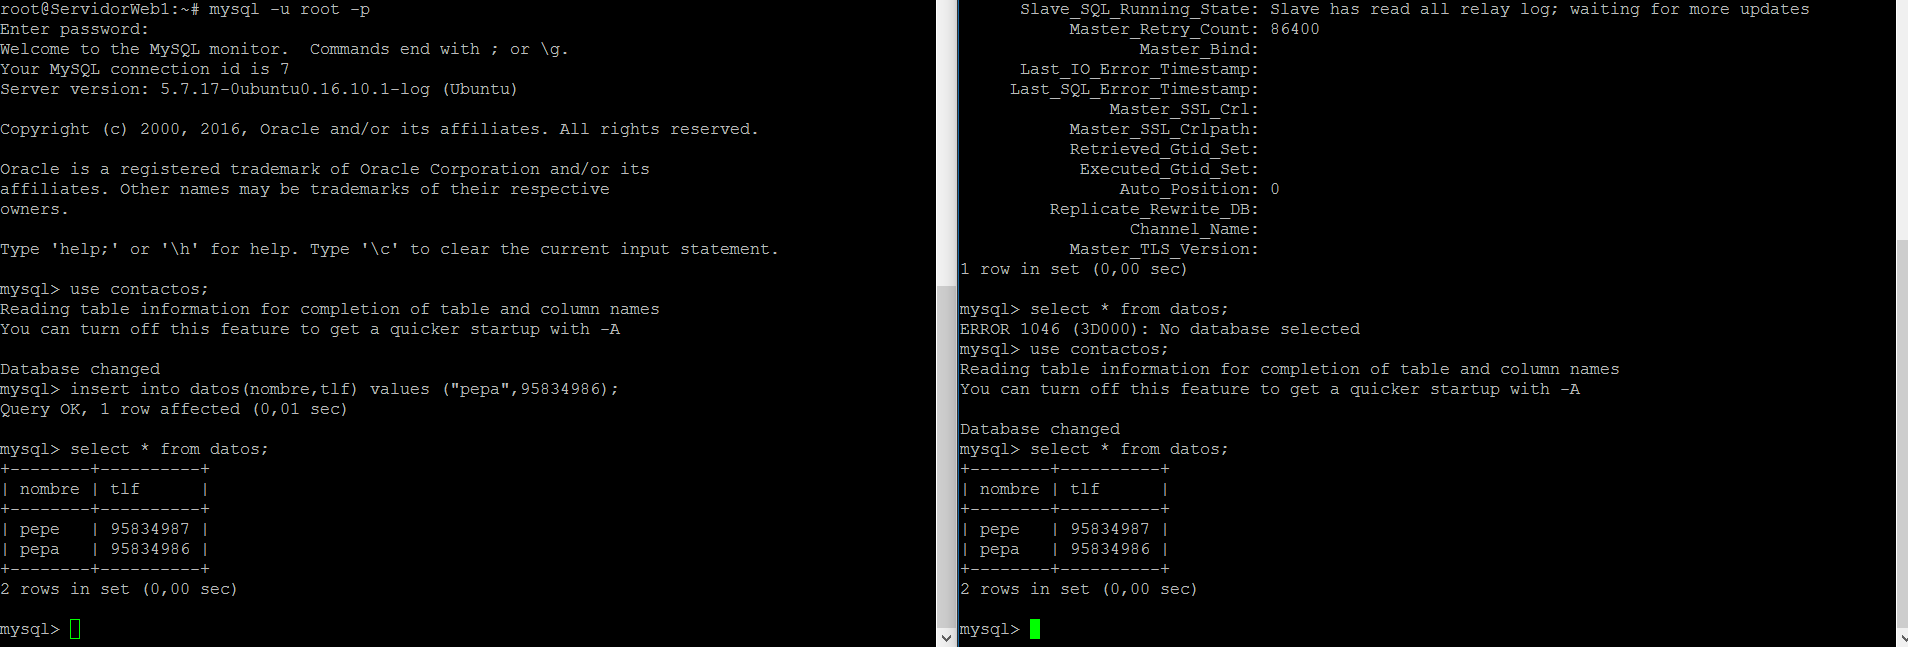 root@ServidorWeb1:~# mysql -u root -p
Enter password:
Welcome to the MySQL monitor.  Commands end with ; or \g.
Your MySQL connection id is 7
Server version: 5.7.17-0ubuntu0.16.10.1-log (Ubuntu)
Copyright (c) 2000, 2016, Oracle and/or its affiliates. All rights reserved.
Oracle is a registered trademark of Oracle Corporation and/or its
affiliates. Other names may be trademarks of their respective
owners.
Type 'help;' or '\h' for help. Type '\c' to clear the current input statement.
mysql> use contactos;
Reading table information for completion of table and column names
You can turn off this feature to get a quicker startup with -A
Database changed
mysql> insert into datos(nombre,tlf) values ("pepa",95834986);
Query OK, 1 row affected (0,01 sec)
mysql> select * from datos;
+--------+----------+
| nombre | tlf      |
+--------+----------+
| pepe   | 95834987 |
| pepa   | 95834986 |
+--------+----------+
2 rows in set (0,00 sec)
mysql>
Slave_SQL_Running_State: Slave has read all relay log; waiting for more updates
Master_Retry_Count: 86400
Master_Bind:
Last_IO_Error_Timestamp:
Last_SQL_Error_Timestamp:
Master_SSL_Crl:
Master_SSL_Crlpath:
Retrieved_Gtid_Set:
Executed_Gtid_Set:
Auto_Position: 0
Replicate_Rewrite_DB:
Channel_Name:
Master_TLS_Version:
1 row in set (0,00 sec)
mysql> select * from datos;
ERROR 1046 (3D000): No database selected
mysql> use contactos;
Reading table information for completion of table and column names
You can turn off this feature to get a quicker startup with -A
Database changed
mysql> select * from datos;
+--------+----------+
| nombre | tlf      |
+--------+----------+
| pepe   | 95834987 |
| pepa   | 95834986 |
+--------+----------+
2 rows in set (0,00 sec)
mysql>